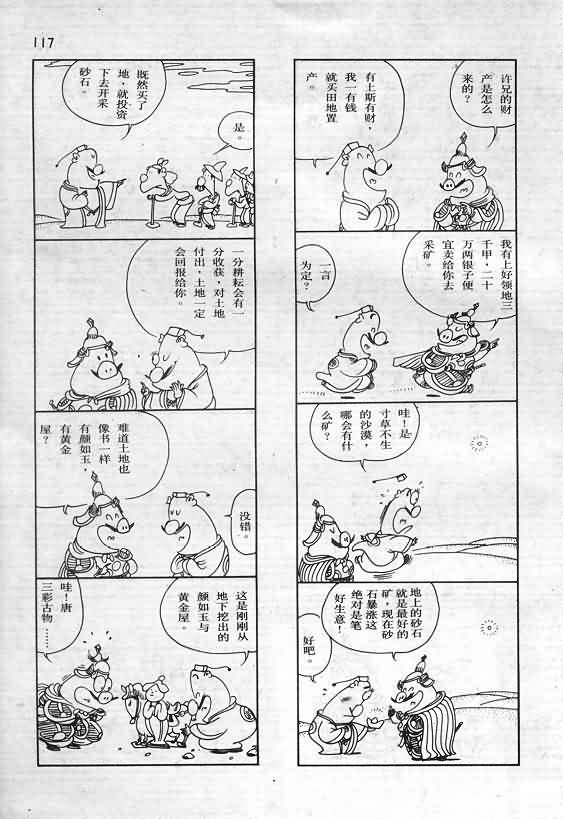 117
许兄的财
产是怎么
来的？
有土斯有财，
我一有钱
就买田地置
产。
我有上好领地三
千甲，二十
万两银子便
宜卖给你去
采矿。
一言
为定？
哇！是
寸草不生
的沙漠，
哪会有什
么矿？
地上的砂石
就是最好的
矿，现在砂
石暴涨这
绝对是笔
好生意！
好吧。
既然买了
地，就投资
下去开采
砂石。
是。
一分耕耘会有一
分收获，对土地
付出，土地一定
会回报给你。
难道土地也
像书一样
有颜如玉，
有黄金
屋？
没错。
这是刚刚从
地下挖出的
颜如玉与
黄金屋。
哇！唐
三彩古物
……